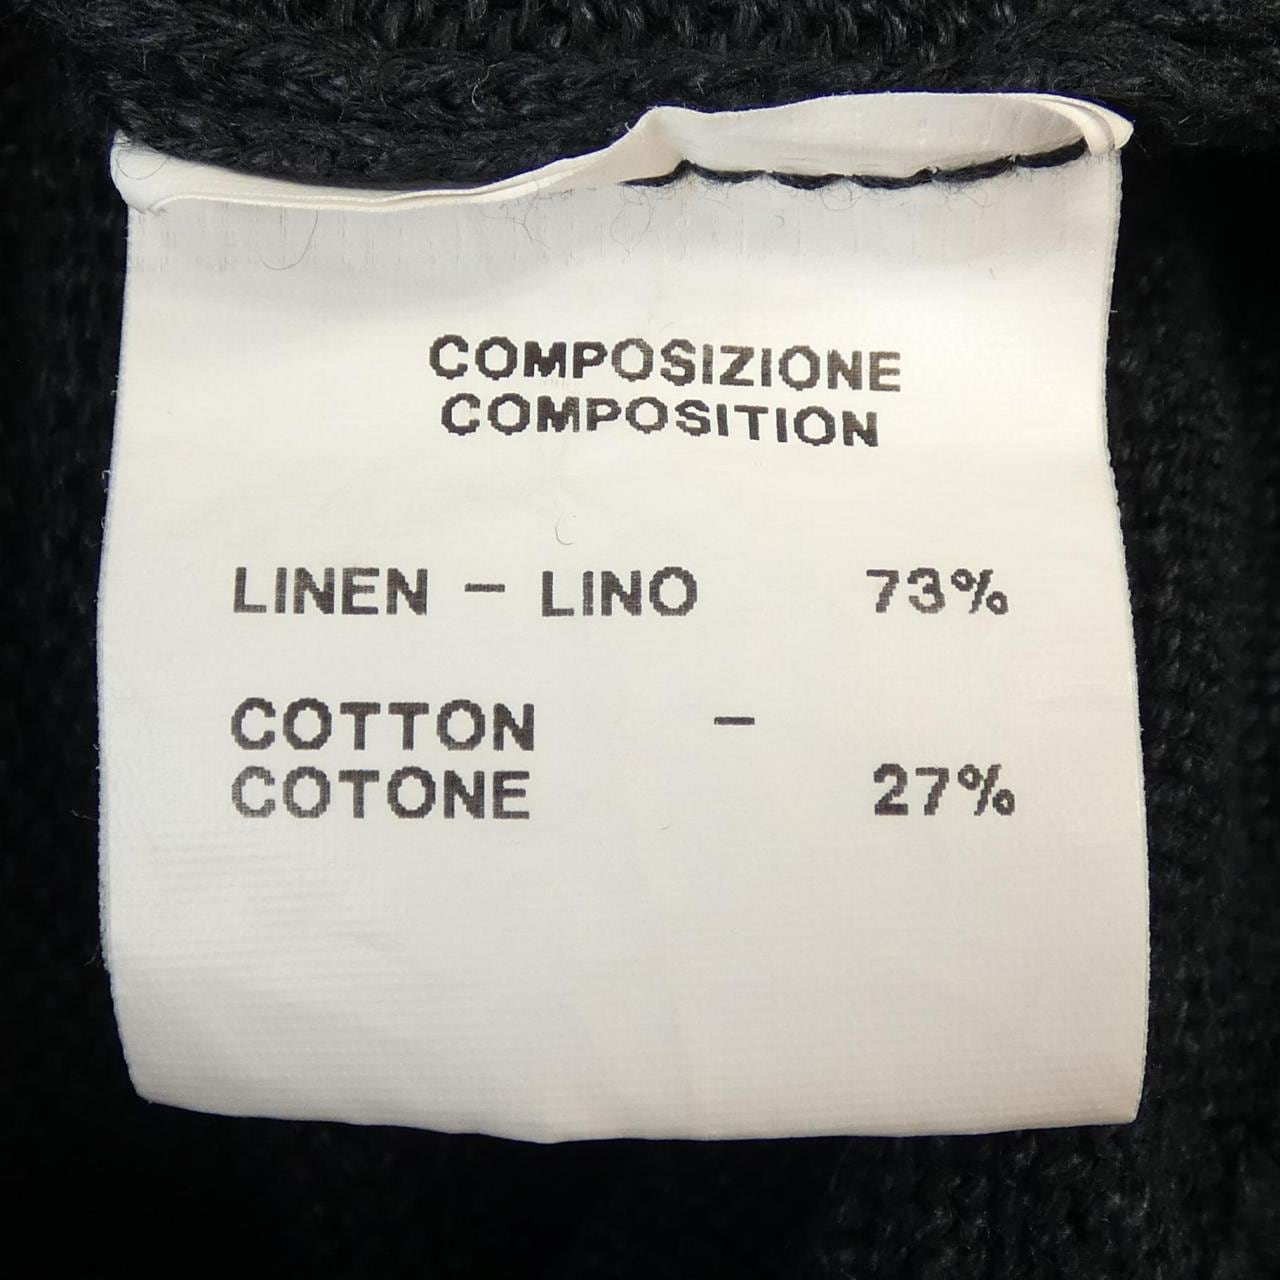 COMPOSIZIONE
COMPOSITION
LINEN - LINO 73%
COTTON -
COTONE 27%